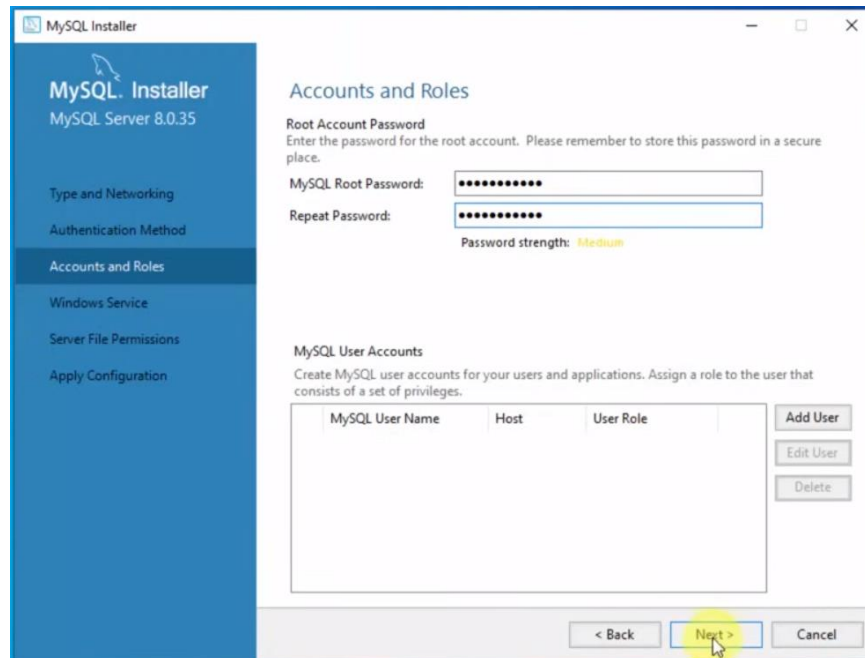 MySQL Installer
MySQL. Installer
MySQL Server 8.0.35
Type and Networking
Authentication Method
Accounts and Roles
Windows Service
Server File Permissions
Apply Configuration
Accounts and Roles
Root Account Password
Enter the password for the root account. Please remember to store this password in a secure
place.
MySQL Root Password: ●●●●●●●●●●●
Repeat Password: ●●●●●●●●●●●
Password strength: Medium
MySQL User Accounts
Create MySQL user accounts for your users and applications. Assign a role to the user that
consists of a set of privileges.
MySQL User Name Host User Role
Add User
Edit User
Delete
< Back Next > Cancel